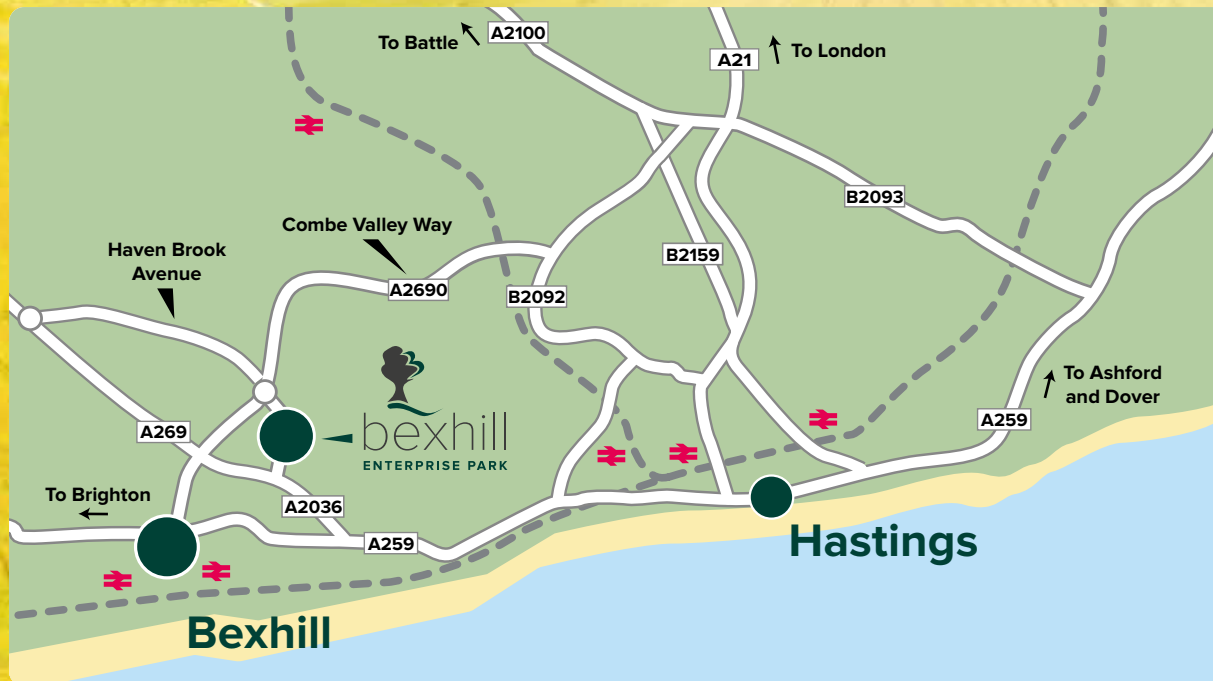 To Battle
A2100
A21
To London
B2093
Combe Valley Way
Haven Brook
Avenue
B2159
A2690
B2092
bexhill
ENTERPRISE PARK
To Ashford
and Dover
A259
A269
To Brighton
A2036
A259
Hastings
Bexhill